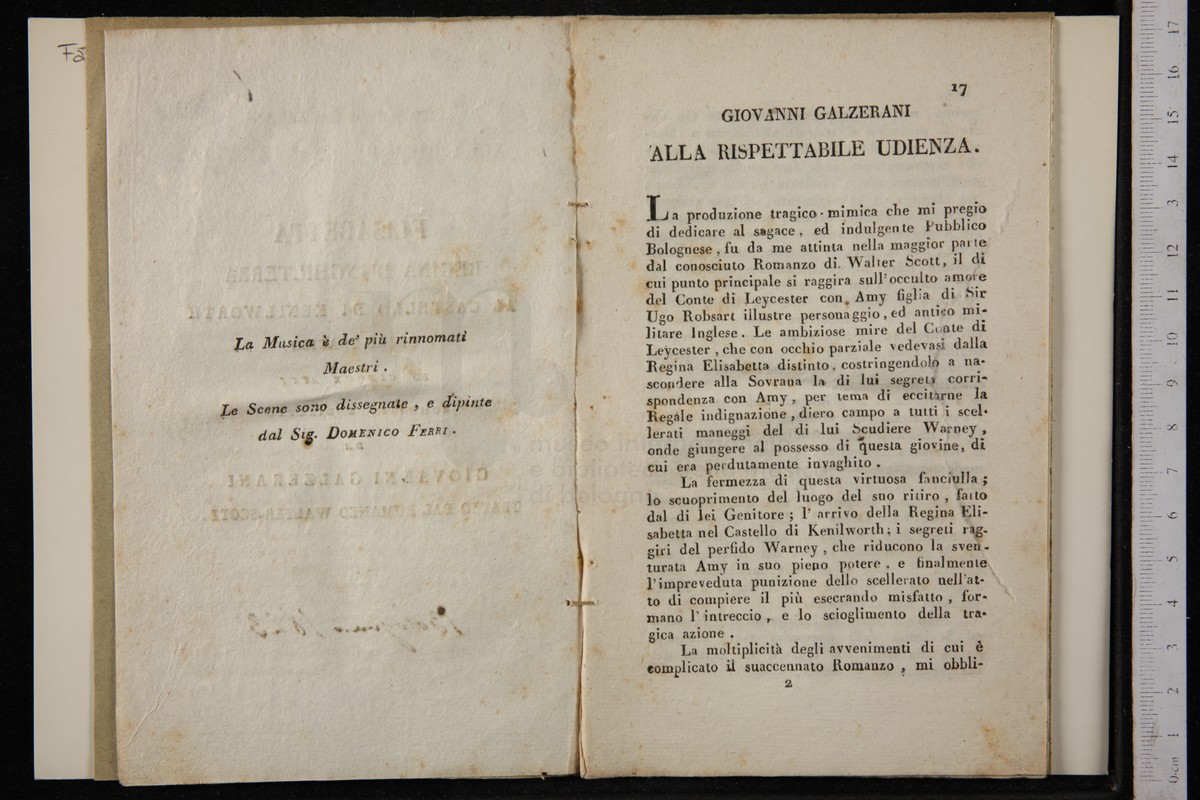 La Musica è de' più rinnomati
Maestri .
Le Scene sono dissegnate , e dipinte
dal Sig. DOMENICO FERRI .
17
GIOVANNI GALZERANI
ALLA RISPETTABILE UDIENZA.
La produzione tragico-mimica che mi pregio
di dedicare al sagace , ed indulgente Pubblico
Bolognese , fu da me attinta nella maggior parte
dal conosciuto Romanzo di Walter Scott, il di
cui punto principale si raggira sull'occulto amore
del Conte di Leycester con Amy figlia di Sir
Ugo Robsart illustre personaggio, ed antico mi-
litare Inglese . Le ambiziose mire del Conte di
Leycester , che con occhio parziale vedevasi dalla
Regina Elisabetta distinto , costringendolo a na-
scondere alla Sovrana la di lui segreta corri-
spondenza con Amy , per tema di eccitarne la
Regale indignazione , diero campo a tutti i scel-
lerati maneggi del di lui Scudiere Warney ,
onde giungere al possesso di questa giovine, di
cui era perdutamente invaghito .
La fermezza di questa virtuosa fanciulla ;
lo scuoprimento del luogo del suo ritiro , fatto
dal di lei Genitore ; l' arrivo della Regina Eli-
sabetta nel Castello di Kenilworth ; i segreti rag-
giri del perfido Warney , che riducono la sven-
turata Amy in suo pieno potere , e finalmente
l'impreveduta punizione dello scellerato nell'at-
to di compiere il più esecrando misfatto , for-
mano l' intreccio , e lo scioglimento della tra-
gica azione .
La moltiplicità degli avvenimenti di cui è
complicato il suaccennato Romanzo , mi obbli-
2